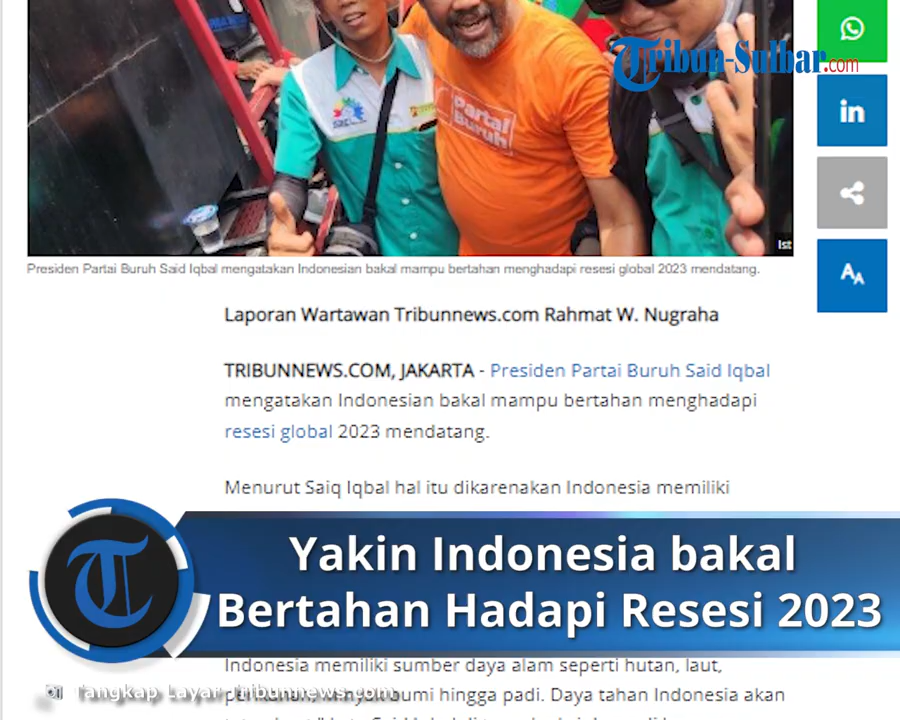 Tribun-Sulbar.com
Partai
Buruh
Ist
Presiden Partai Buruh Said Iqbal mengatakan Indonesian bakal mampu bertahan menghadapi resesi global 2023 mendatang.
Laporan Wartawan Tribunnews.com Rahmat W. Nugraha
TRIBUNNEWS.COM, JAKARTA - Presiden Partai Buruh Said Iqbal
mengatakan Indonesian bakal mampu bertahan menghadapi
resesi global 2023 mendatang.
Menurut Saiq Iqbal hal itu dikarenakan Indonesia memiliki
Yakin Indonesia bakal
Bertahan Hadapi Resesi 2023
Indonesia memiliki sumber daya alam seperti hutan, laut,
bumi hingga padi. Daya tahan Indonesia akan
Tangkap Layar Tribunnews.com